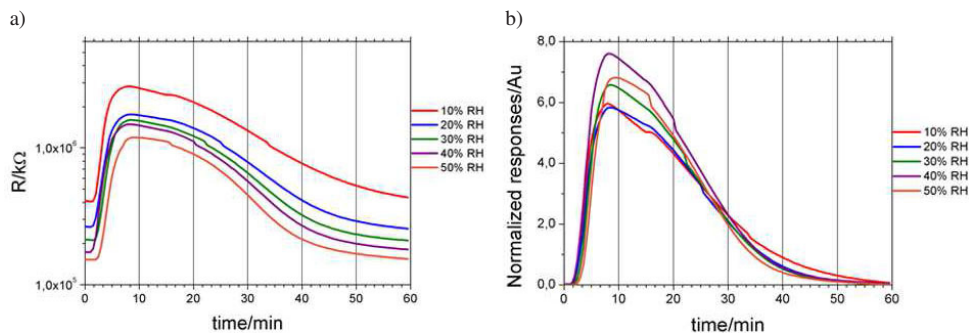 a)
R/kΩ
1,0x10⁶
1,0x10⁵
0 10 20 30 40 50 60
time/min
10% RH
20% RH
30% RH
40% RH
50% RH
b)
Normalized responses/Au
8,0
6,0
4,0
2,0
0,0
0 10 20 30 40 50 60
time/min
10% RH
20% RH
30% RH
40% RH
50% RH